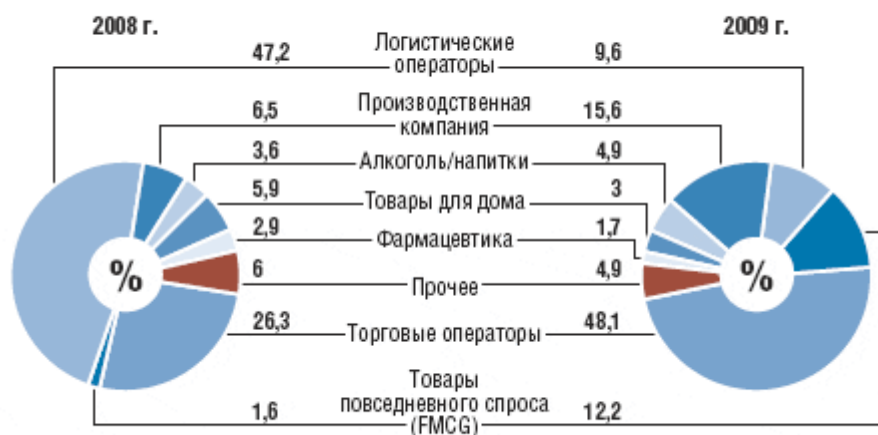 2008 г.
2009 г.
47,2 Логистические операторы 9,6
6,5 Производственная компания 15,6
3,6 Алкоголь/напитки 4,9
5,9 Товары для дома 3
2,9 Фармацевтика 1,7
6 Прочее 4,9
26,3 Торговые операторы 48,1
1,6 Товары повседневного спроса (FMCG) 12,2
%
%